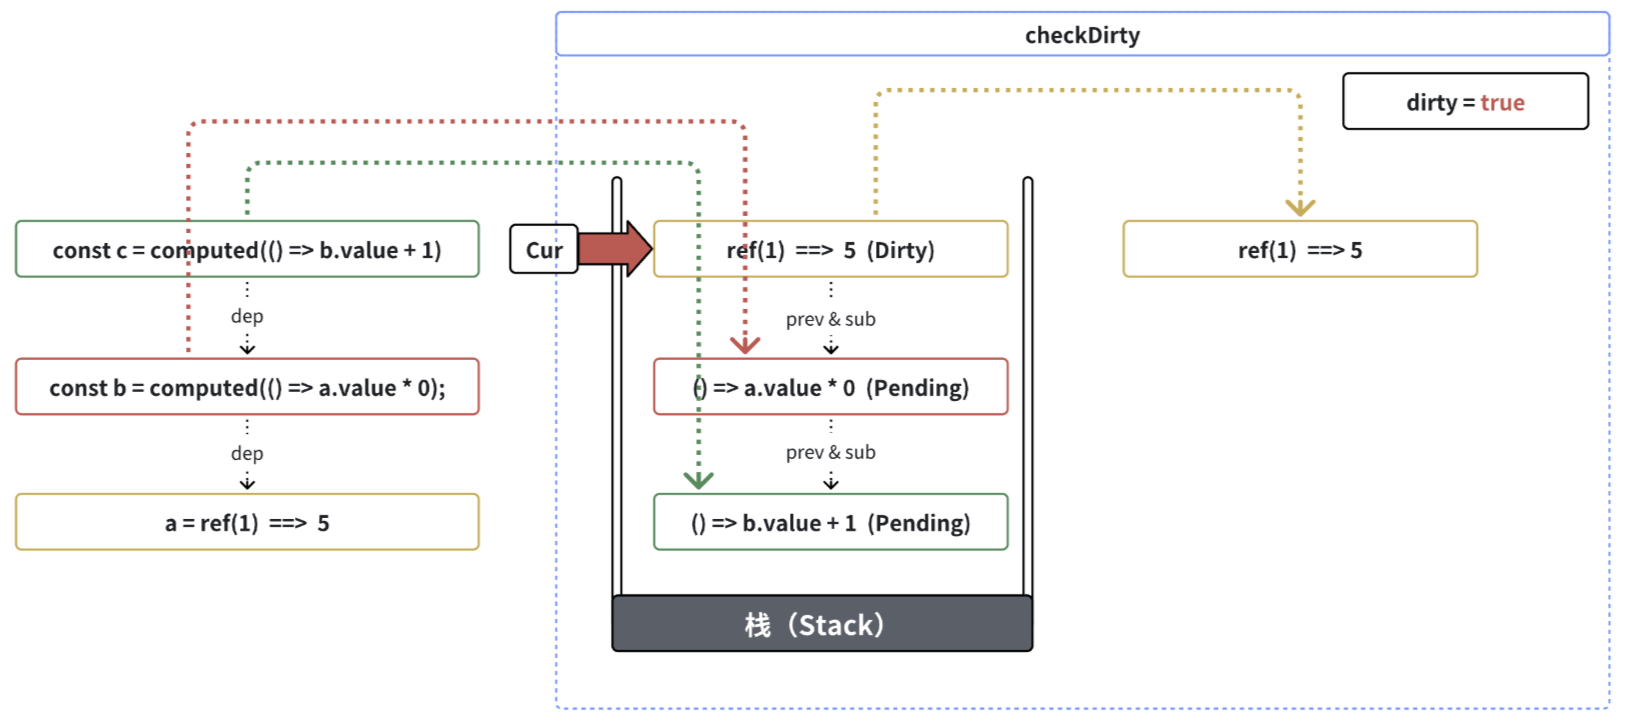 checkDirty
dirty = true
const c = computed(() => b.value + 1)
Cur
ref(1) ==> 5 (Dirty)
ref(1) ==> 5
dep
prev & sub
const b = computed(() => a.value * 0);
() => a.value * 0 (Pending)
dep
prev & sub
a = ref(1) ==> 5
() => b.value + 1 (Pending)
栈（Stack）